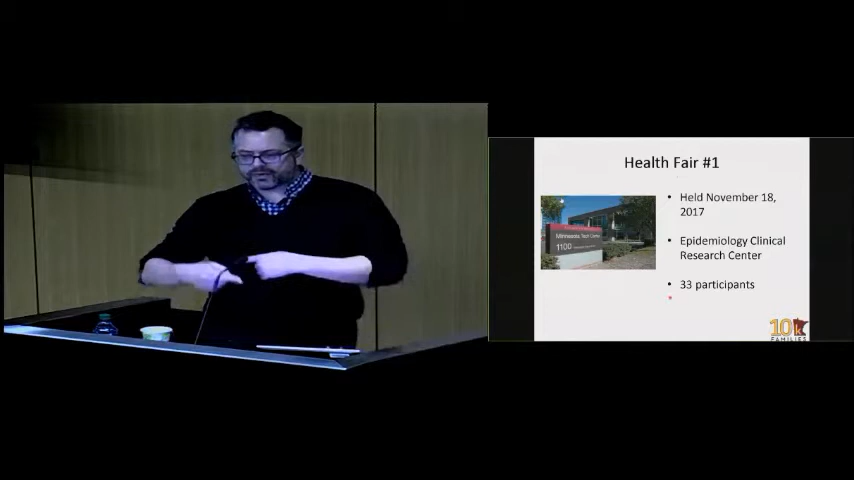 Health Fair #1
• Held November 18,
2017
• Epidemiology Clinical
Research Center
• 33 participants
Minnesota Tech Center
1100
10k
FAMILIES